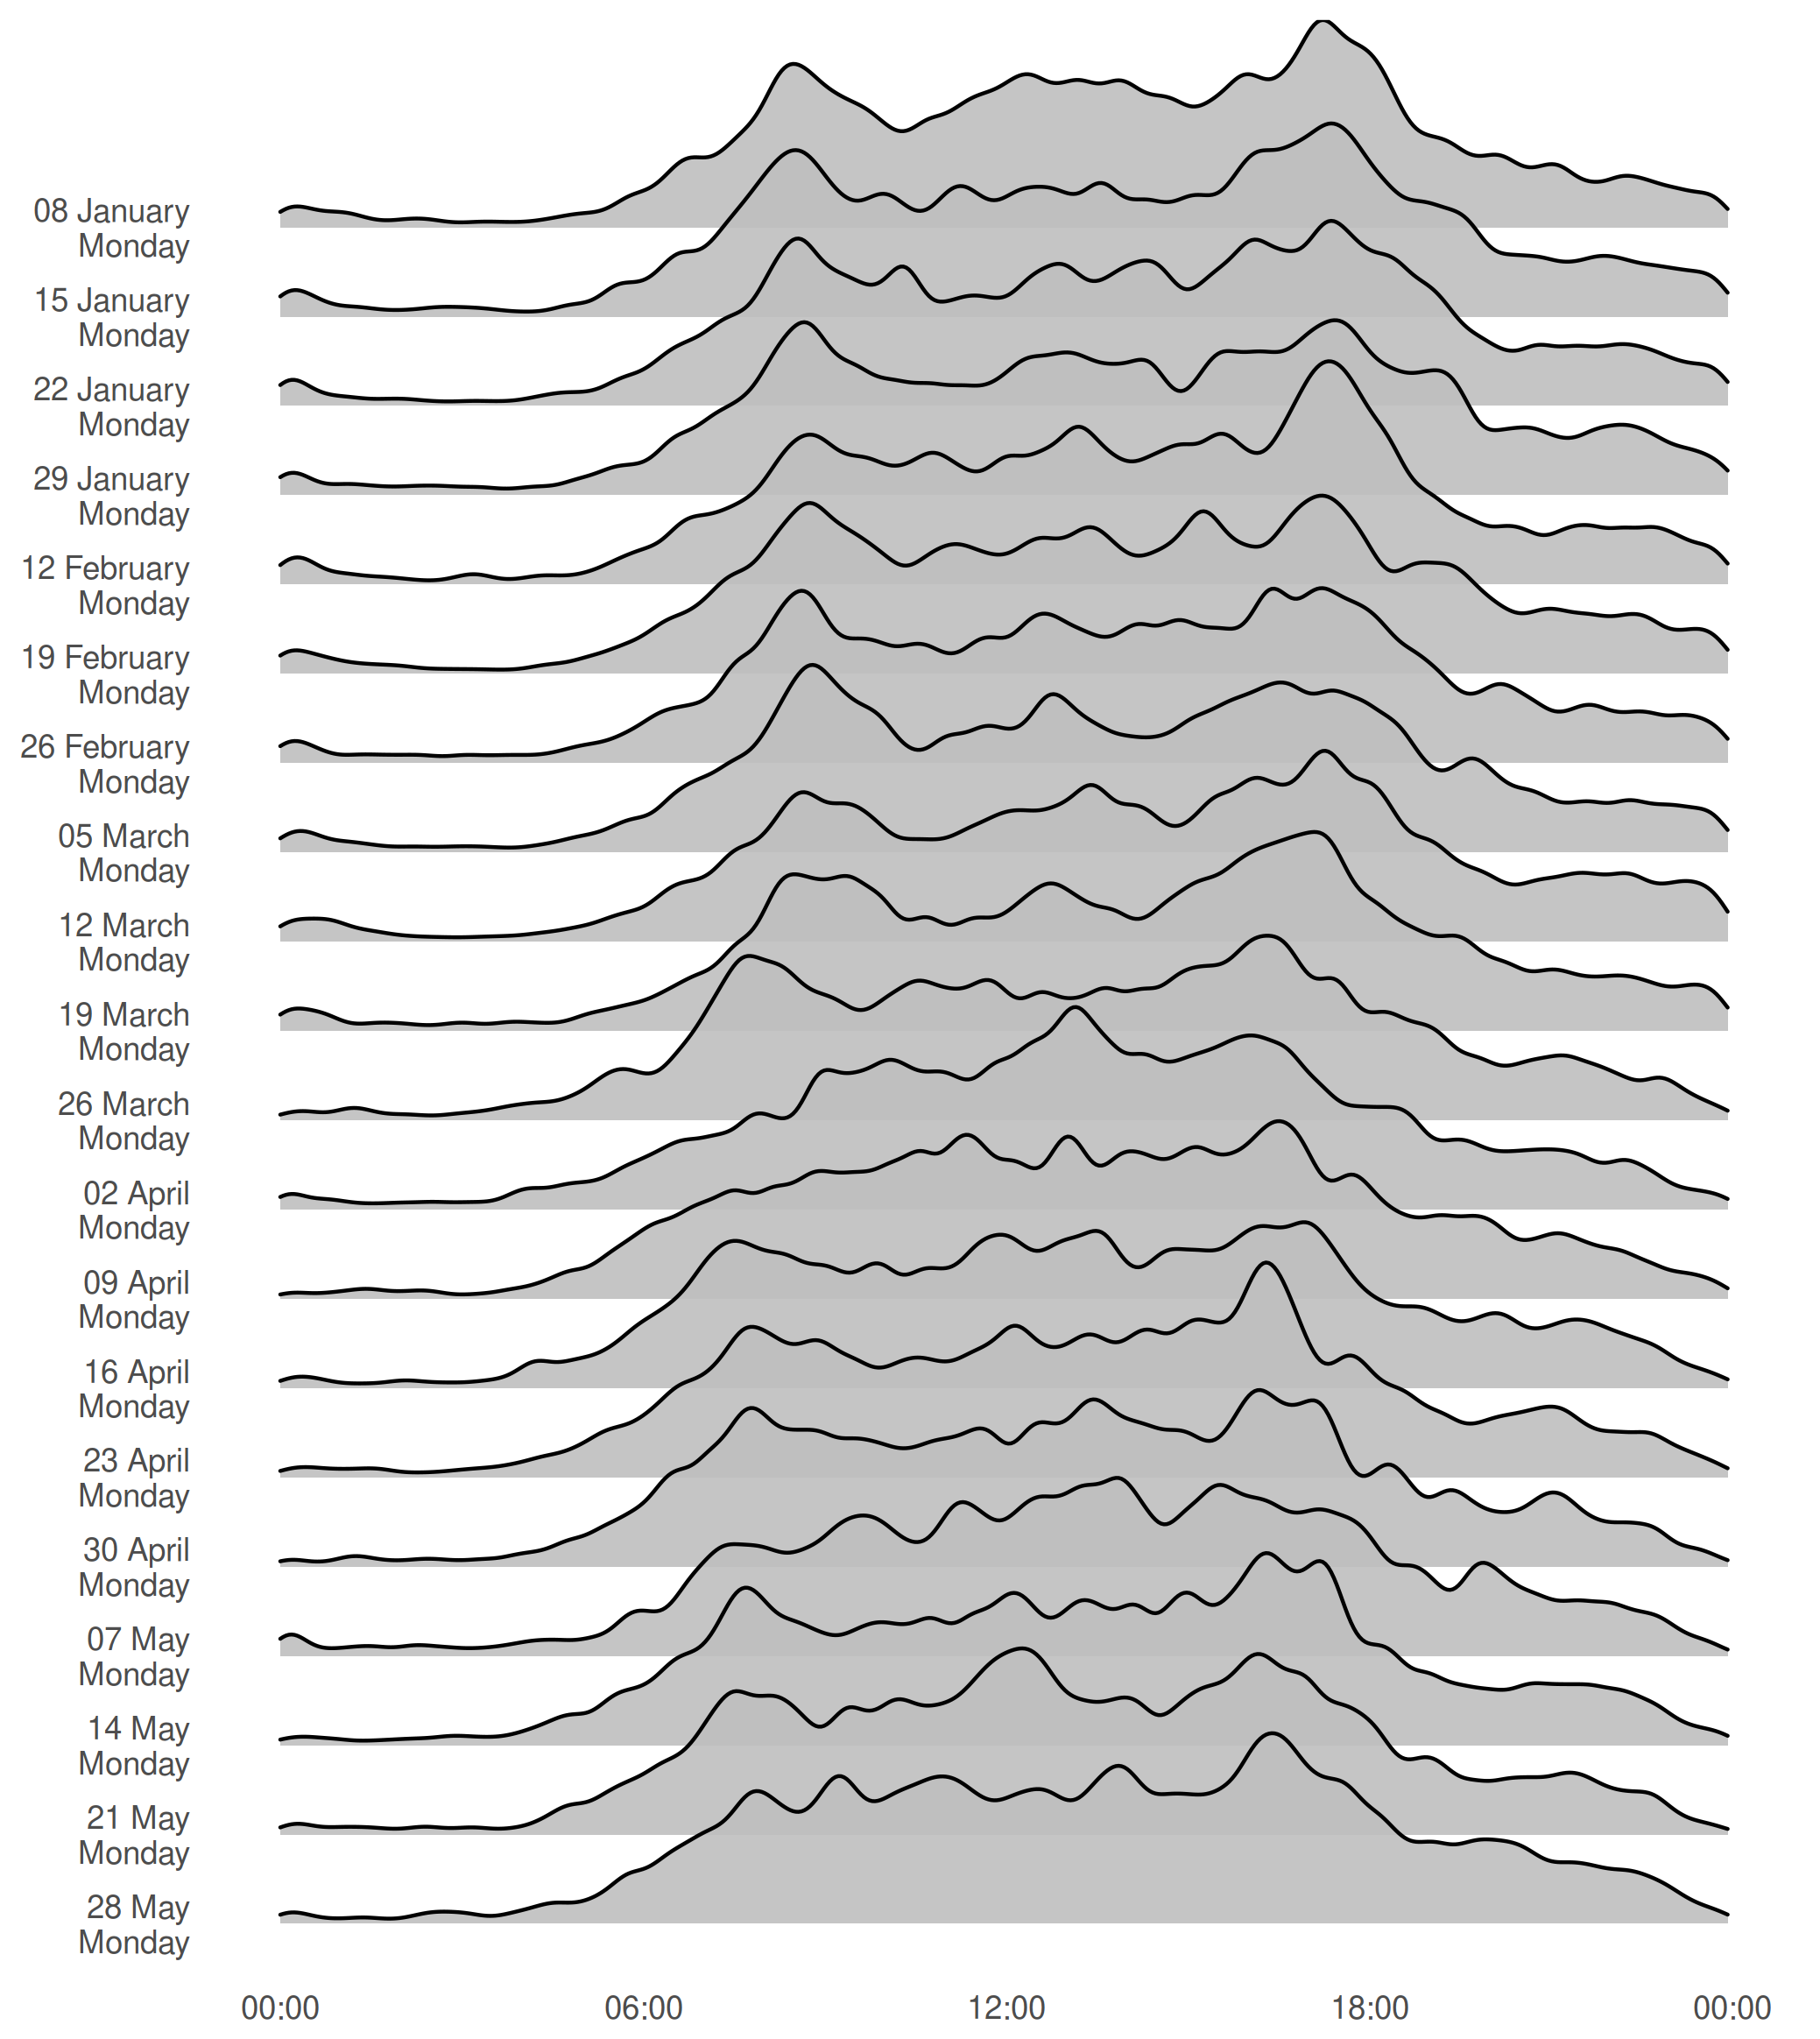 08 January
Monday
15 January
Monday
22 January
Monday
29 January
Monday
12 February
Monday
19 February
Monday
26 February
Monday
05 March
Monday
12 March
Monday
19 March
Monday
26 March
Monday
02 April
Monday
09 April
Monday
16 April
Monday
23 April
Monday
30 April
Monday
07 May
Monday
14 May
Monday
21 May
Monday
28 May
Monday
00:00 06:00 12:00 18:00 00:00